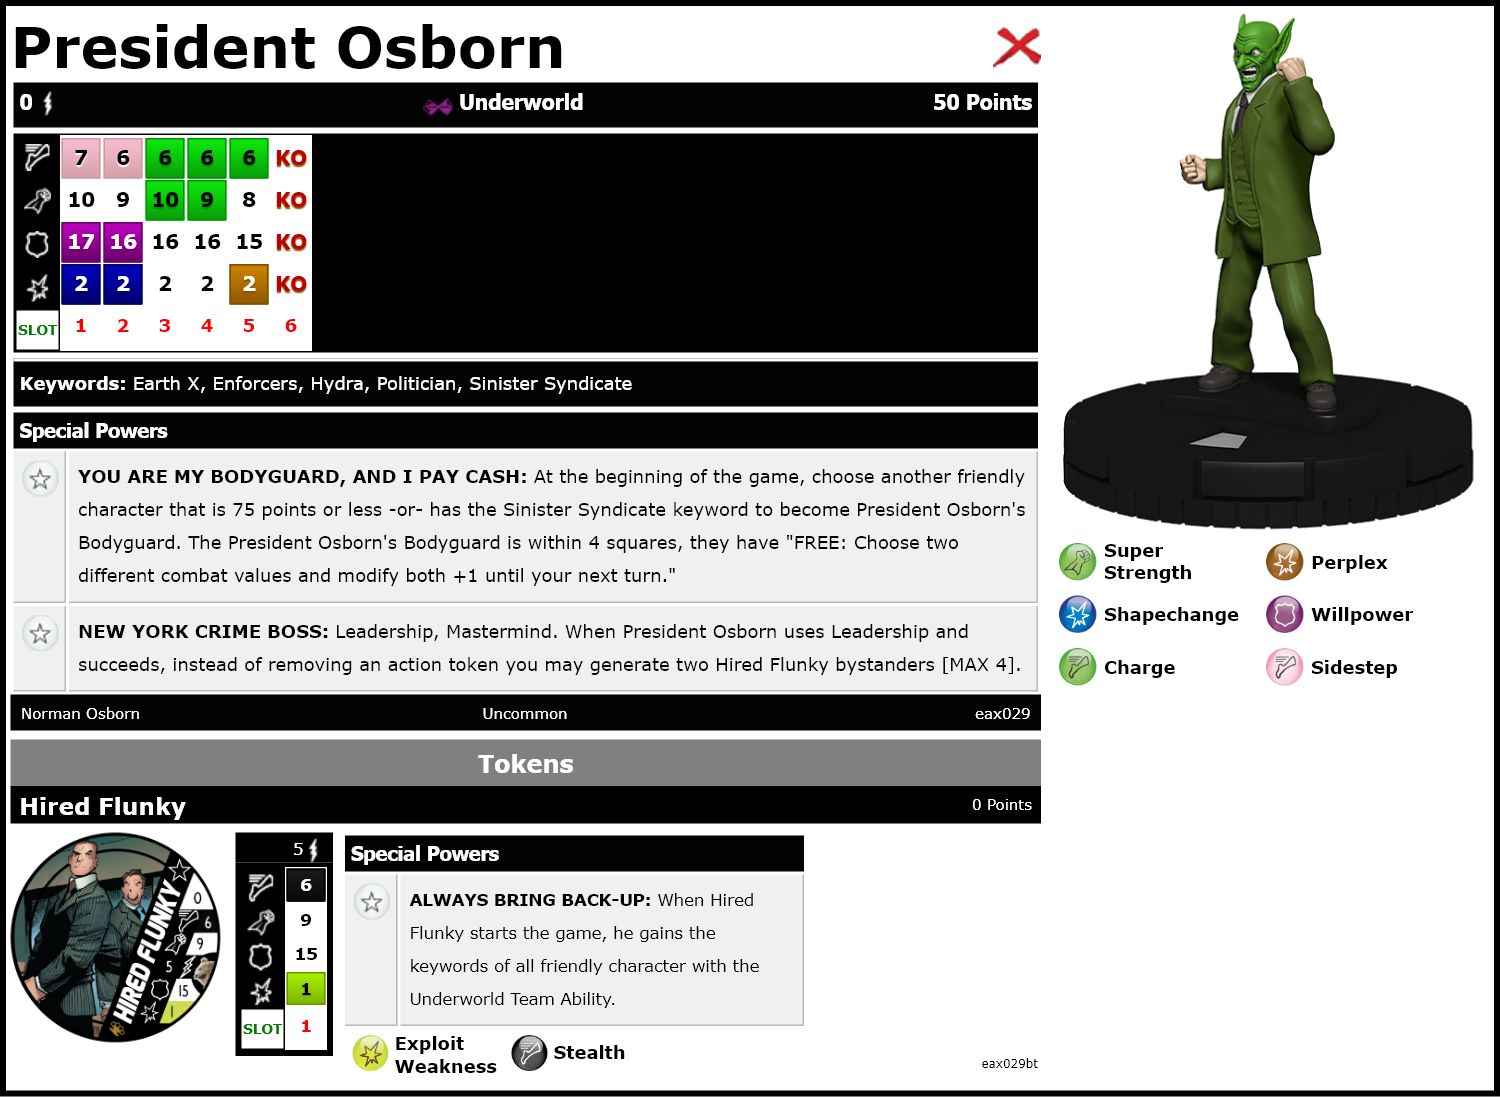 President Osborn
0 Underworld 50 Points
7 6 6 6 6 KO
10 9 10 9 8 KO
17 16 16 16 15 KO
2 2 2 2 2 KO
SLOT 1 2 3 4 5 6
Keywords: Earth X, Enforcers, Hydra, Politician, Sinister Syndicate
Special Powers
YOU ARE MY BODYGUARD, AND I PAY CASH: At the beginning of the game, choose another friendly
character that is 75 points or less -or- has the Sinister Syndicate keyword to become President Osborn's
Bodyguard. The President Osborn's Bodyguard is within 4 squares, they have "FREE: Choose two
different combat values and modify both +1 until your next turn."
NEW YORK CRIME BOSS: Leadership, Mastermind. When President Osborn uses Leadership and
succeeds, instead of removing an action token you may generate two Hired Flunky bystanders [MAX 4].
Norman Osborn Uncommon eax029
Super
Strength
Perplex
Shapechange Willpower
Charge Sidestep
Tokens
Hired Flunky 0 Points
HIRED FLUNKY
0
6
9
5
15
1
5
6
9
15
1
SLOT 1
Special Powers
ALWAYS BRING BACK-UP: When Hired
Flunky starts the game, he gains the
keywords of all friendly character with the
Underworld Team Ability.
Exploit
Weakness
Stealth
eax029bt